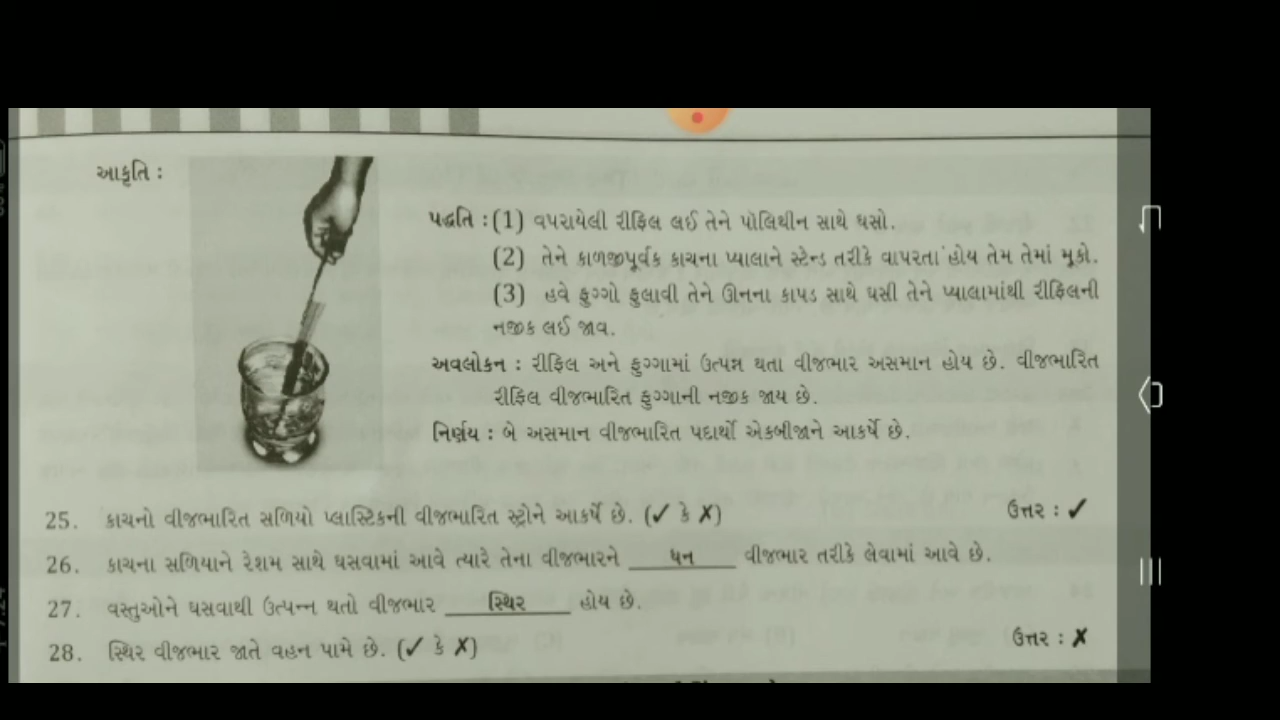 આકૃતિ :
પદ્ધતિ : (1) વપરાયેલી રીફિલ લઈ તેને પૉલિથીન સાથે ઘસો.
(2) તેને કાળજીપૂર્વક કાચના પ્યાલાને સ્ટેન્ડ તરીકે વાપરતા હોય તેમ તેમાં મૂકો.
(3) હવે ફુગ્ગો ફુલાવી તેને ઊનના કાપડ સાથે ઘસી તેને પ્યાલામાંથી રીફિલની
નજીક લઈ જાવ.
અવલોકન : રીફિલ અને ફુગ્ગામાં ઉત્પન્ન થતા વીજભાર અસમાન હોય છે. વીજભારિત
રીફિલ વીજભારિત ફુગ્ગાની નજીક જાય છે.
નિર્ણય : બે અસમાન વીજભારિત પદાર્થો એકબીજાને આકર્ષે છે.
25. કાચનો વીજભારિત સળિયો પ્લાસ્ટિકની વીજભારિત સ્ટ્રોને આકર્ષે છે. (✓ કે ✗) ઉત્તર : ✓
26. કાચના સળિયાને રેશમ સાથે ઘસવામાં આવે ત્યારે તેના વીજભારને ધન વીજભાર તરીકે લેવામાં આવે છે.
27. વસ્તુઓને ઘસવાથી ઉત્પન્ન થતો વીજભાર સ્થિર હોય છે.
28. સ્થિર વીજભાર જાતે વહન પામે છે. (✓ કે ✗) ઉત્તર : ✗